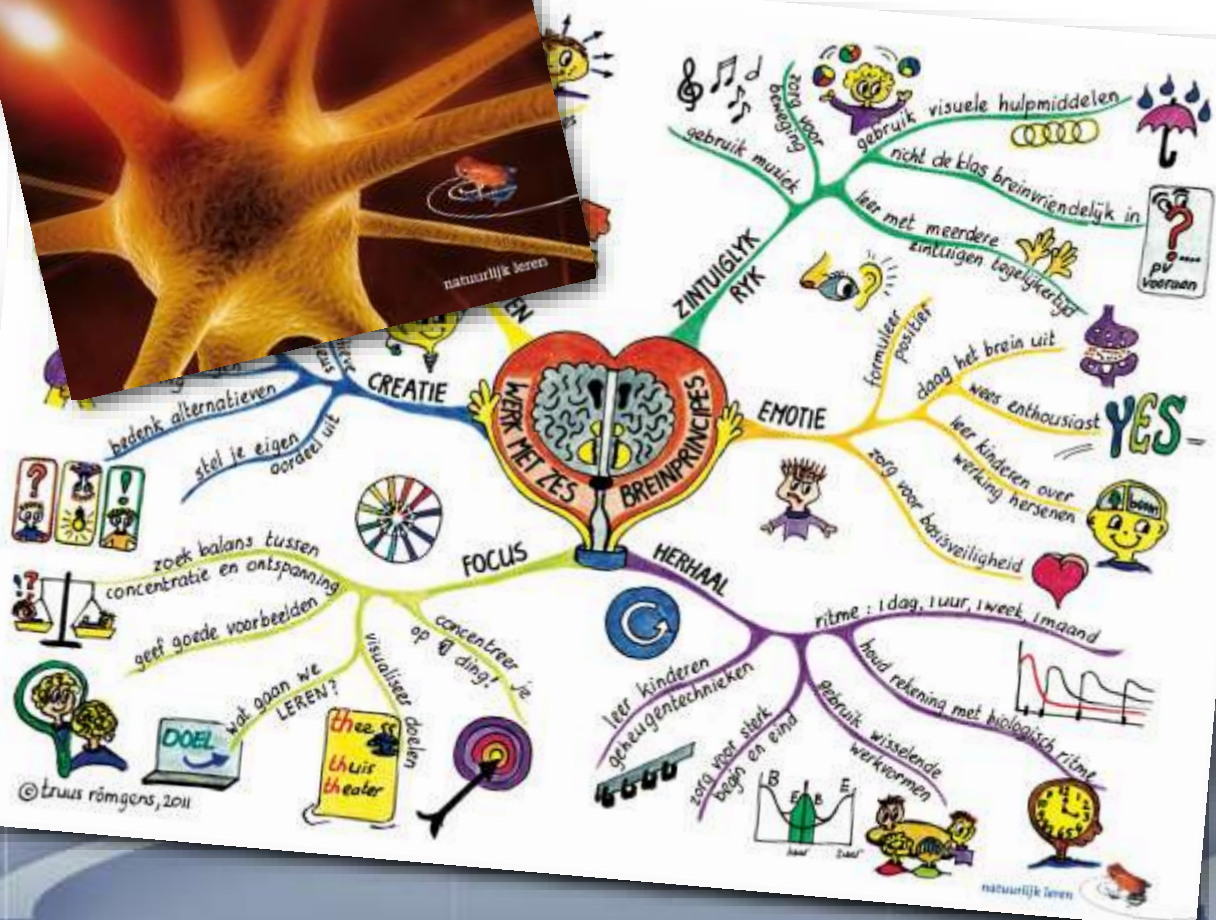 natuurlijk leren
WERK MET ZES
BREINPRINCIPES
ZINTUIGLYK
RYK
gebruik muziek
zorg voor
beweging
gebruik visuele hulpmiddelen
richt de klas breinvriendelijk in
leer met meerdere
zintuigen tegelijkertijd
?....
pv
vooraan
EMOTIE
formuleer
positief
daag het brein uit
wees enthousiast
YES
leer kinderen over
werking hersenen
zorg voor basisveiligheid
HERHAAL
ritme: 1 dag, 1 uur, 1 week, 1 maand
houd rekening met biologisch ritme
gebruik wisselende
werkvormen
zorg voor sterk
begin en eind
B E B E
leer kinderen
geheugentechnieken
FOCUS
concentreer je
op 1 ding!
visualiseer doelen
thee
thuis
theater
wat gaan we
LEREN?
DOEL
geef goede voorbeelden
zoek balans tussen
concentratie en ontspanning
CREATIE
bedenk alternatieven
stel je eigen
oordeel uit
EN
© truus römgens, 2011
natuurlijk leren